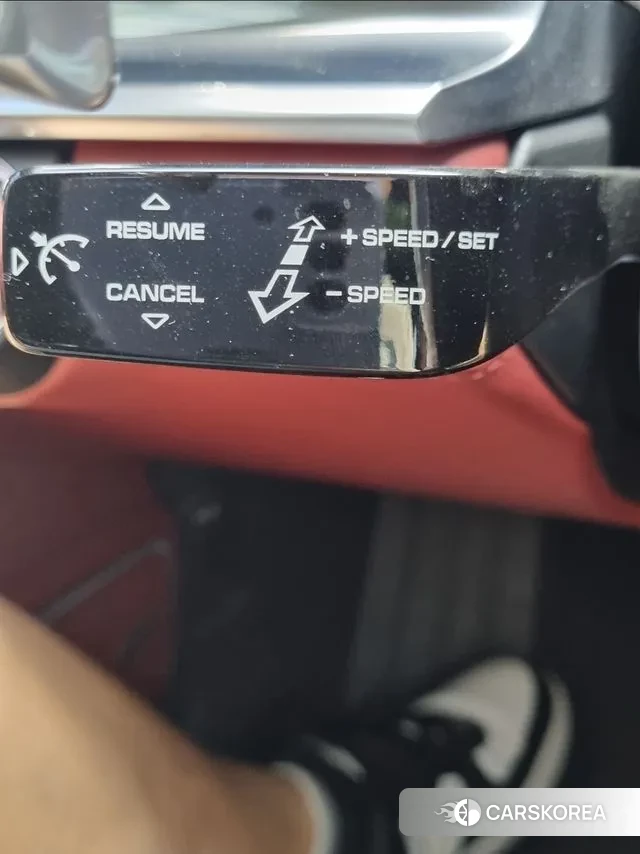 RESUME
+ SPEED / SET
CANCEL
− SPEED
CARSKOREA